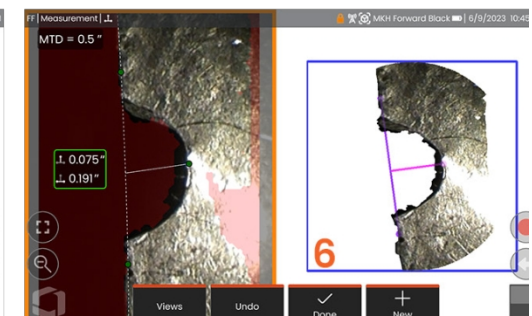 FF | Measurement |
MKH Forward Black
6/9/2023 10:45
MTD = 0.5 "
0.075"
0.191"
6
Views
Undo
Done
New